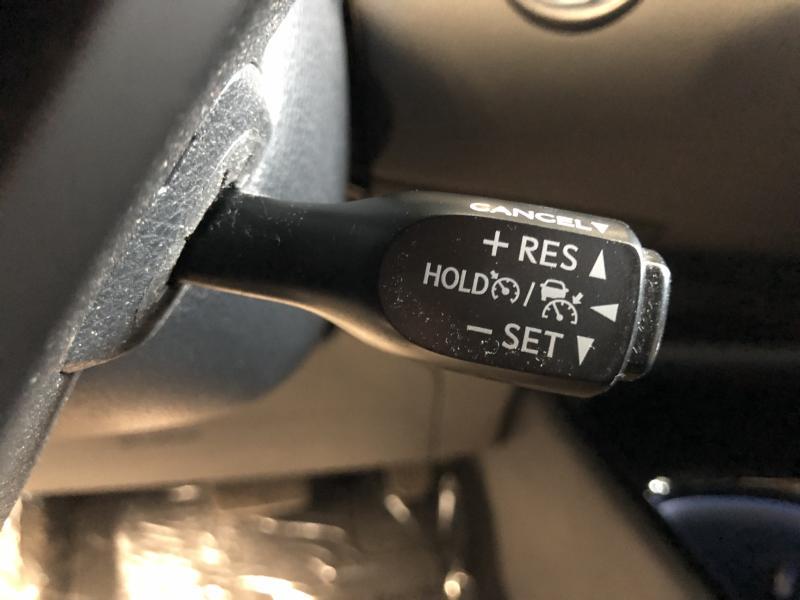 CANCEL▼
+ RES ▲
HOLD / ◄
− SET ▼